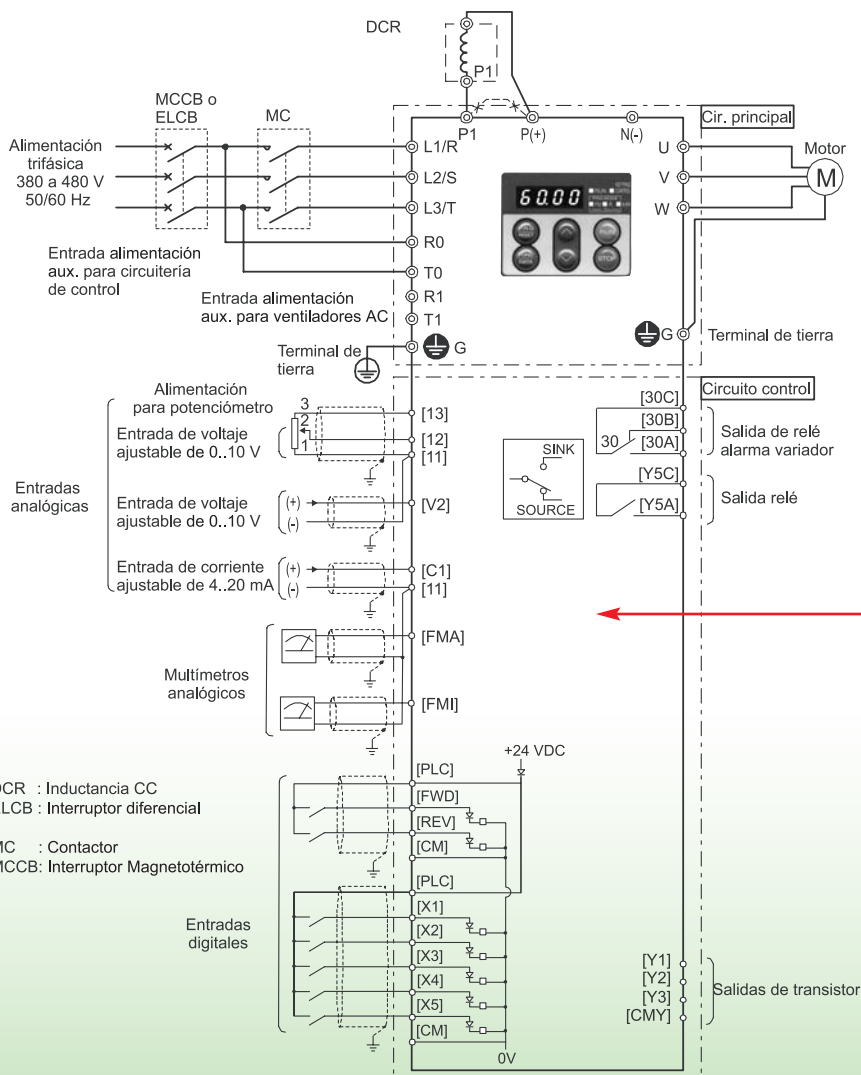 DCR
P1
MCCB o
ELCB
MC
P1
P(+)
N(-)
Cir. principal
Alimentación
trifásica
380 a 480 V
50/60 Hz
L1/R
L2/S
L3/T
R0
T0
R1
T1
G
U
V
W
Motor
M
60.00
STOP
Entrada alimentación
aux. para circuitería
de control
Entrada alimentación
aux. para ventiladores AC
Terminal de
tierra
G
Terminal de tierra
Circuito control
Alimentación
para potenciómetro
3
2
1
Entrada de voltaje
ajustable de 0..10 V
[13]
[12]
[11]
Entradas
analógicas
Entrada de voltaje
ajustable de 0..10 V
(+)
(-)
[V2]
Entrada de corriente
ajustable de 4..20 mA
(+)
(-)
[C1]
[11]
SINK
SOURCE
[30C]
[30B]
30
[30A]
Salida de relé
alarma variador
[Y5C]
[Y5A]
Salida relé
Multímetros
analógicos
[FMA]
[FMI]
+24 VDC
DCR : Inductancia CC
ELCB : Interruptor diferencial
MC : Contactor
MCCB: Interruptor Magnetotérmico
Entradas
digitales
[PLC]
[FWD]
[REV]
[CM]
[PLC]
[X1]
[X2]
[X3]
[X4]
[X5]
[CM]
0V
[Y1]
[Y2]
[Y3]
[CMY]
Salidas de transistor